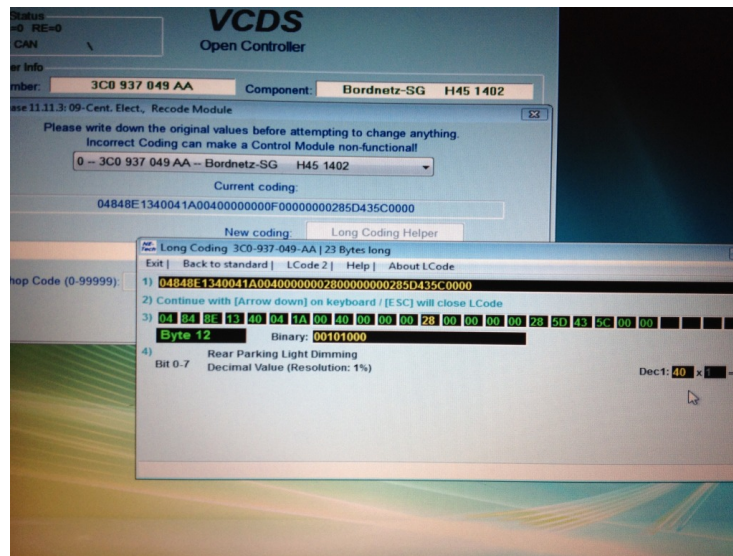 Status
=0 RE=0
CAN
VCDS
Open Controller
er Info
mber: 3C0 937 049 AA Component: Bordnetz-SG H45 1402
ase 11.11.3: 09-Cent. Elect., Recode Module
Please write down the original values before attempting to change anything.
Incorrect Coding can make a Control Module non-functional!
0 -- 3C0 937 049 AA -- Bordnetz-SG H45 1402
Current coding:
04848E1340041A00400000000F00000000285D435C0000
New coding: Long Coding Helper
hop Code (0-99999):
Long Coding 3C0-937-049-AA | 23 Bytes long
Exit | Back to standard | LCode 2 | Help | About LCode
1) 04848E1340041A00400000002800000000285D435C0000
2) Continue with [Arrow down] on keyboard / [ESC] will close LCode
3) 04 84 8E 13 40 04 1A 00 40 00 00 00 28 00 00 00 00 28 5D 43 5C 00 00
Byte 12 Binary: 00101000
4) Rear Parking Light Dimming
Bit 0-7 Decimal Value (Resolution: 1%) Dec1: 40 x 1 =